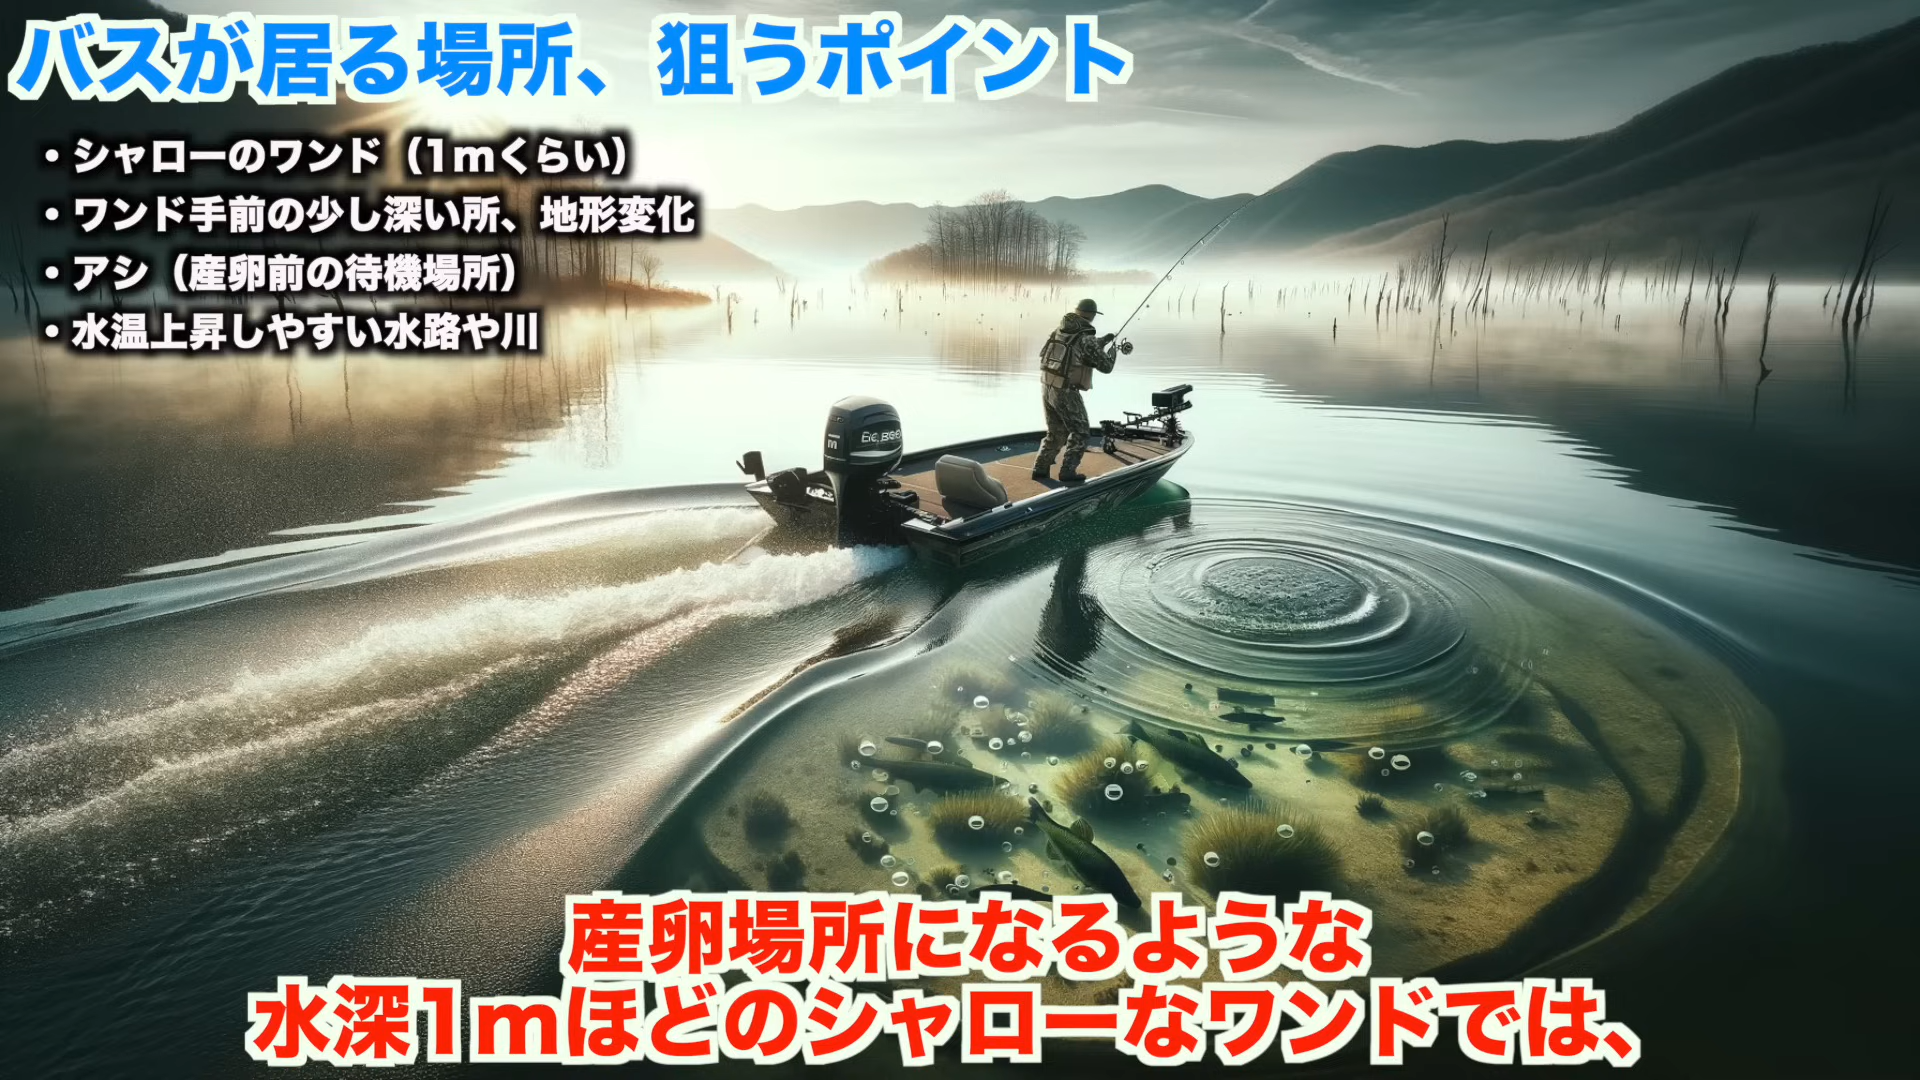 バスが居る場所、狙うポイント
・シャローのワンド（1mくらい）
・ワンド手前の少し深い所、地形変化
・アシ（産卵前の待機場所）
・水温上昇しやすい水路や川
産卵場所になるような
水深1mほどのシャローなワンドでは、